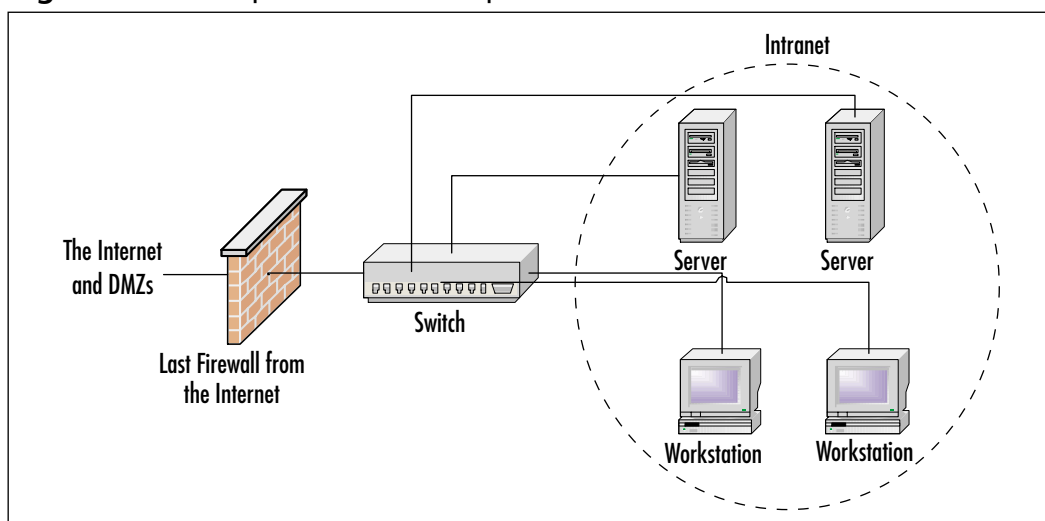 Intranet
The Internet
and DMZs
Server
Server
Switch
Last Firewall from
the Internet
Workstation
Workstation